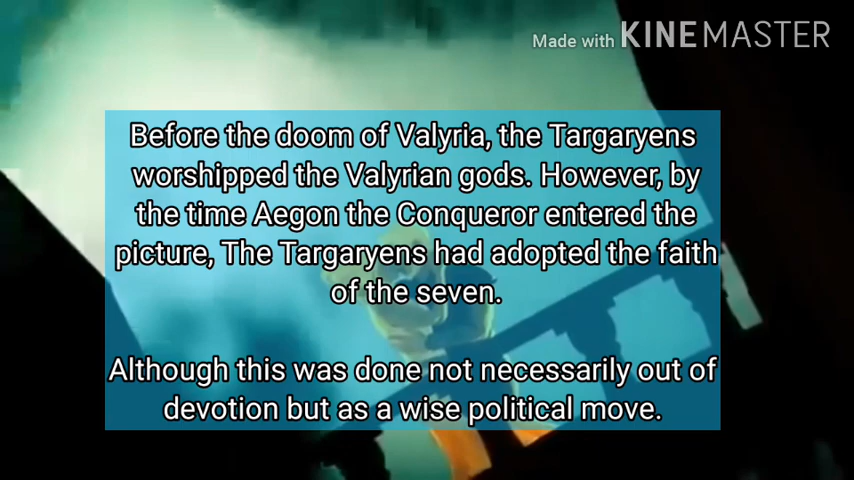 Made with KINEMASTER
Before the doom of Valyria, the Targaryens
worshipped the Valyrian gods. However, by
the time Aegon the Conqueror entered the
picture, The Targaryens had adopted the faith
of the seven.
Although this was done not necessarily out of
devotion but as a wise political move.